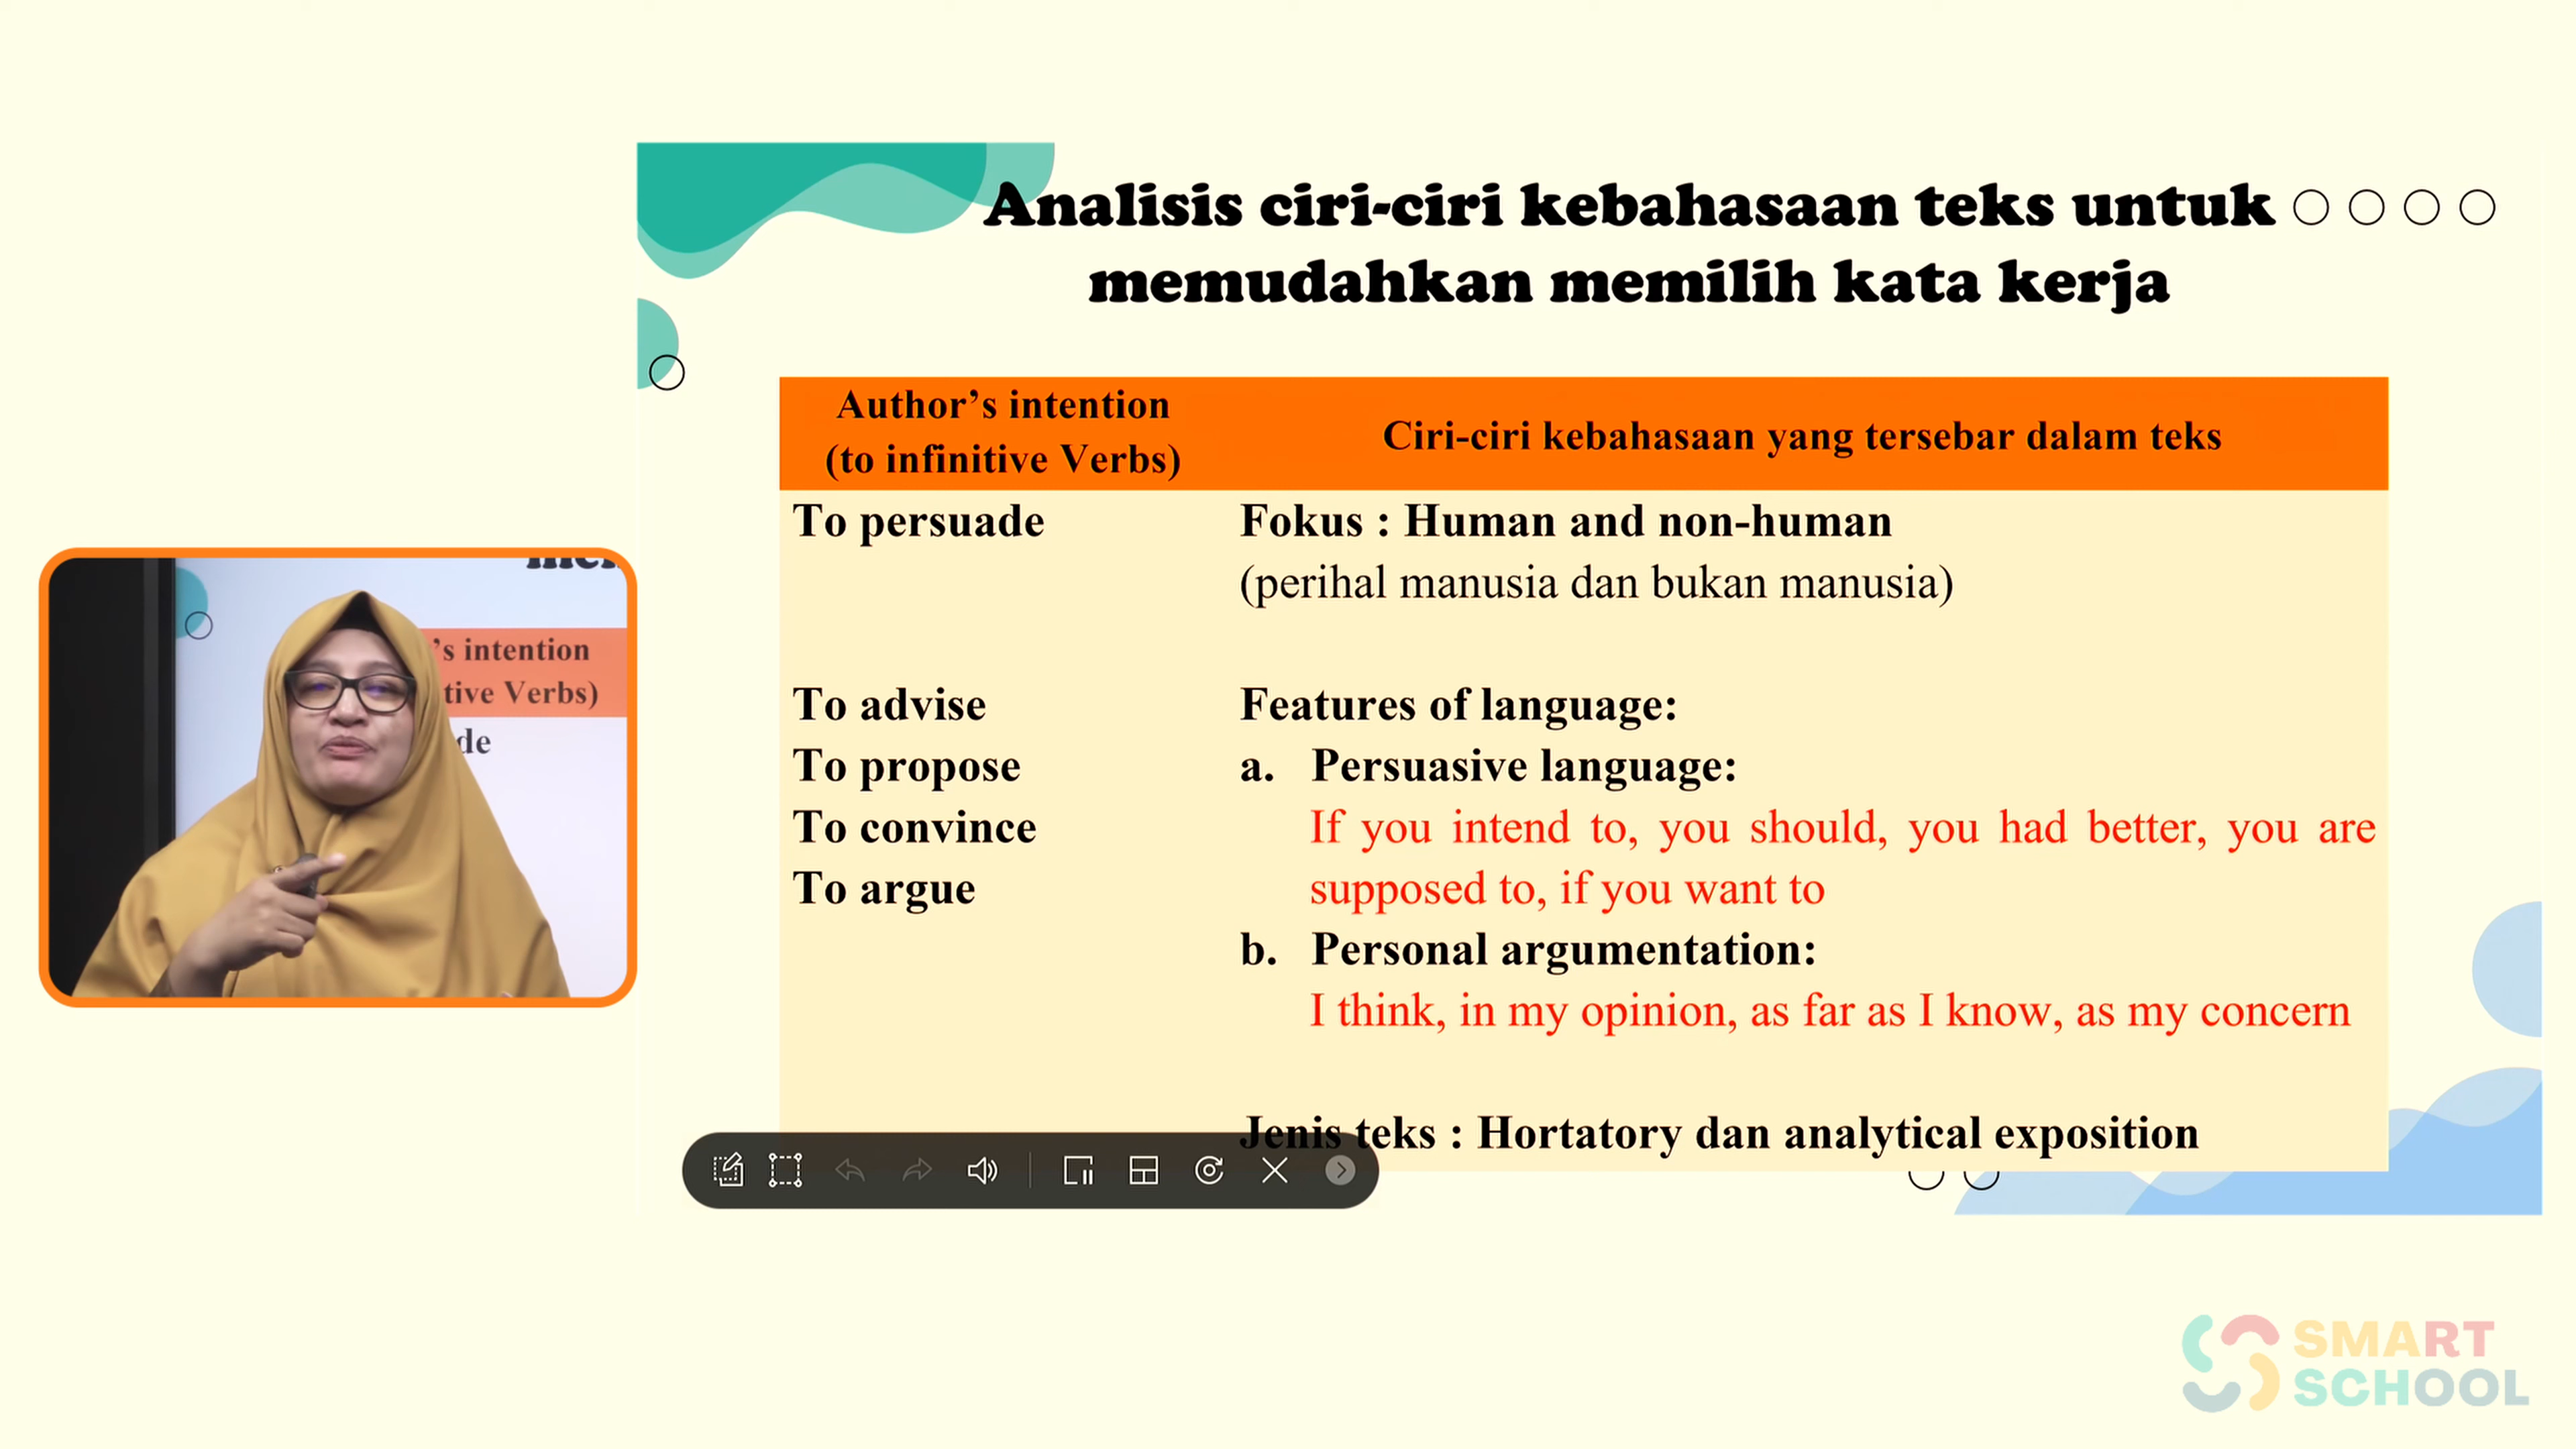 Analisis ciri-ciri kebahasaan teks untuk
memudahkan memilih kata kerja
Author's intention
(to infinitive Verbs)
Ciri-ciri kebahasaan yang tersebar dalam teks
To persuade
Fokus : Human and non-human
(perihal manusia dan bukan manusia)
To advise
To propose
To convince
To argue
Features of language:
a. Persuasive language:
If you intend to, you should, you had better, you are
supposed to, if you want to
b. Personal argumentation:
I think, in my opinion, as far as I know, as my concern
Jenis teks : Hortatory dan analytical exposition
's intention
tive Verbs)
de
SMART
SCHOOL